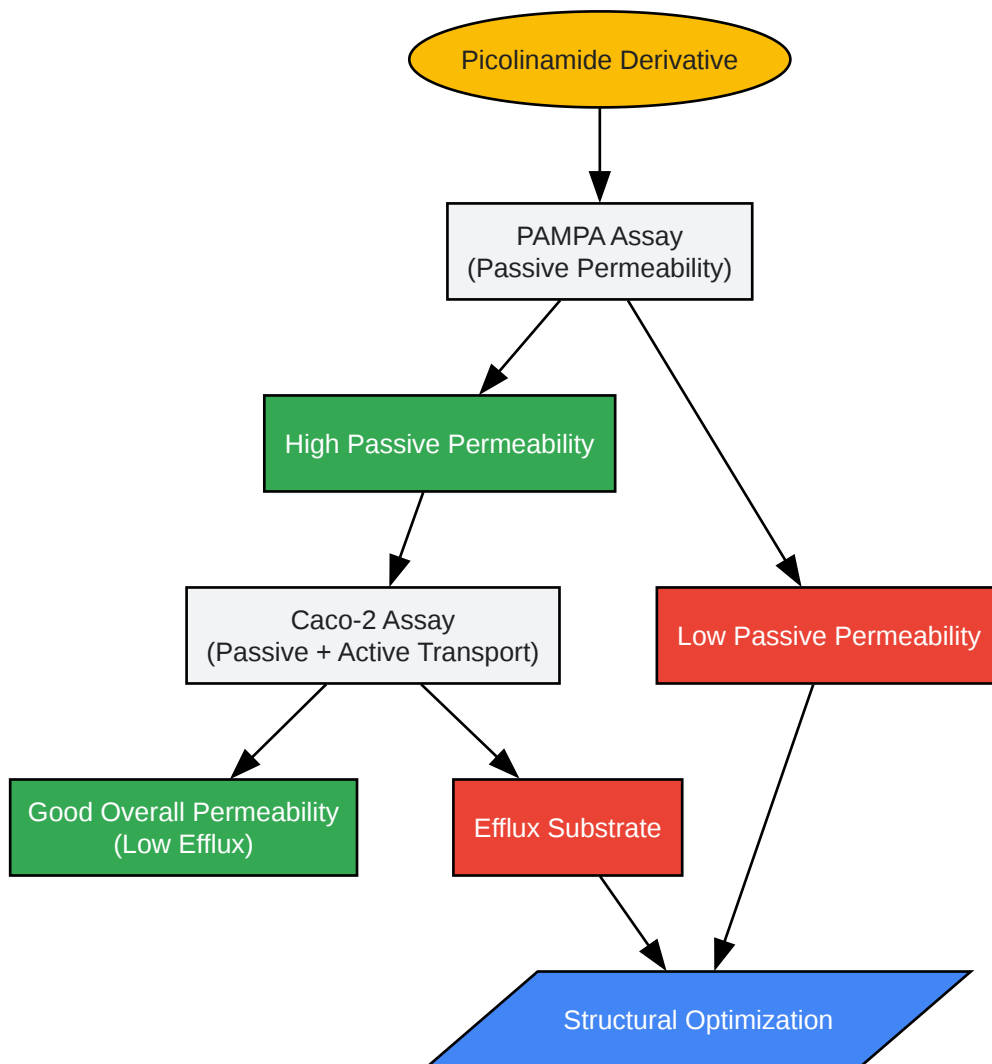 Picolinamide Derivative
PAMPA Assay
(Passive Permeability)
High Passive Permeability
Caco-2 Assay
(Passive + Active Transport)
Low Passive Permeability
Good Overall Permeability
(Low Efflux)
Efflux Substrate
Structural Optimization